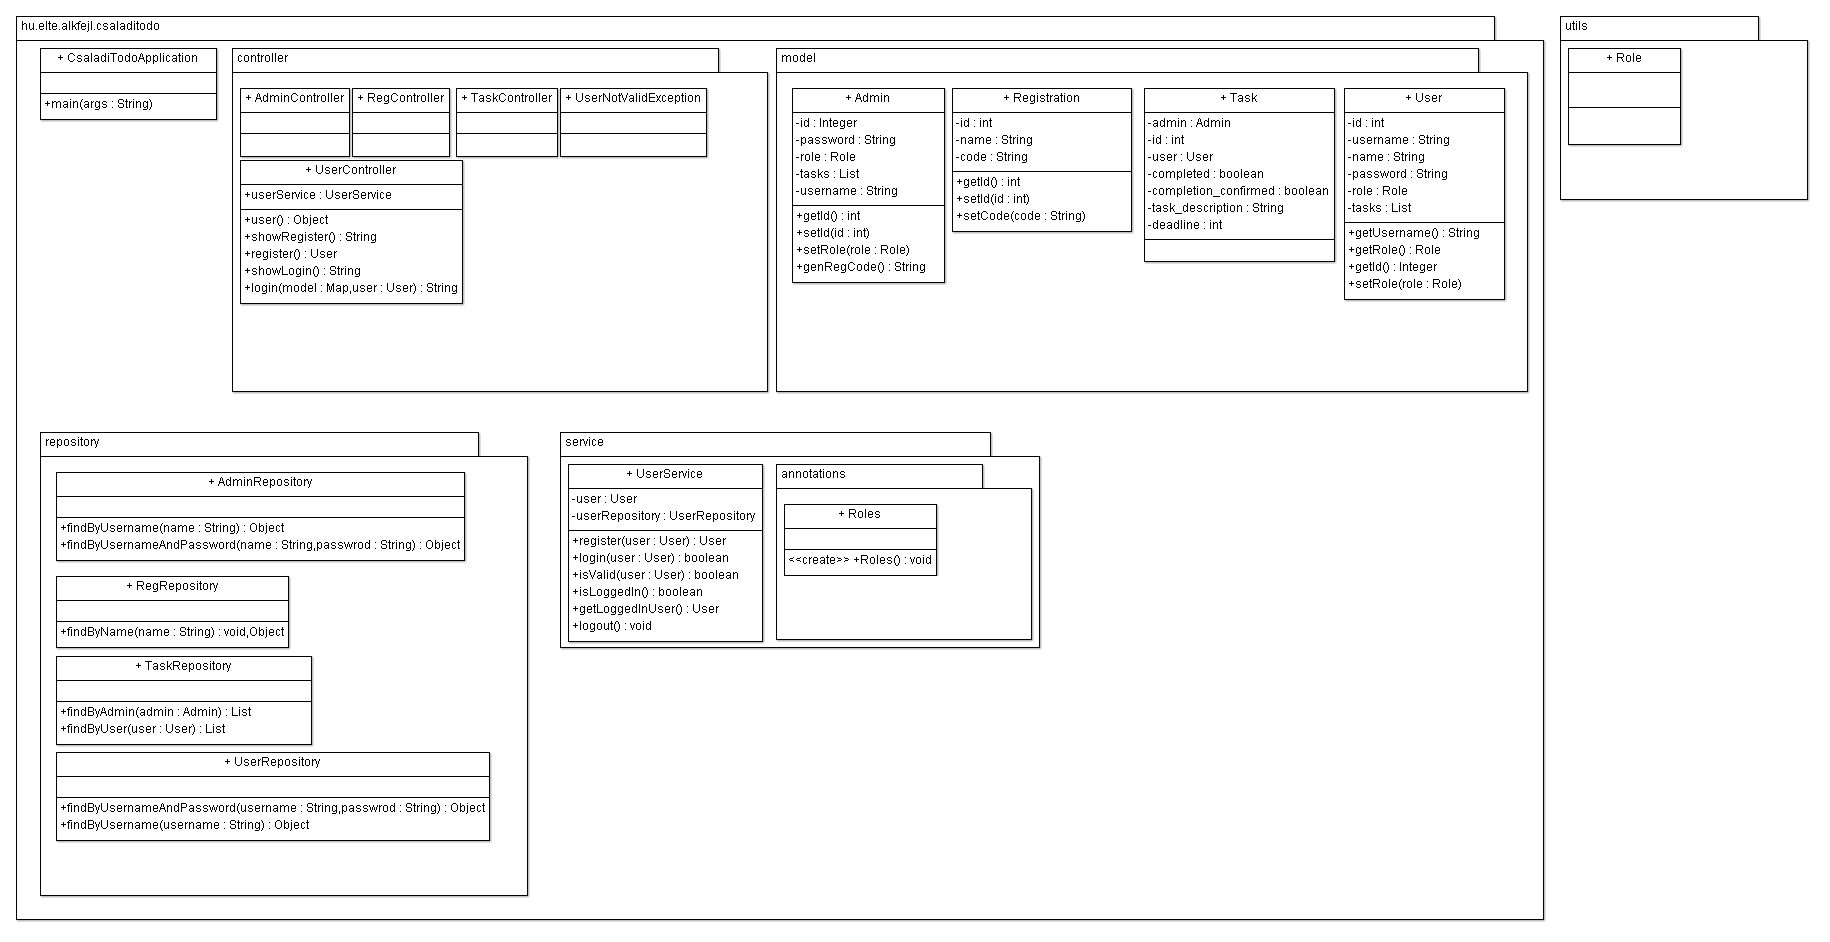 hu.elte.alkfejl.csaladitodo
+ CsaladiTodoApplication
+main(args : String)
controller
+ AdminController
+ RegController
+ TaskController
+ UserNotValidException
+ UserController
+userService : UserService
+user() : Object
+showRegister() : String
+register() : User
+showLogin() : String
+login(model : Map,user : User) : String
model
+ Admin
-id : Integer
-password : String
-role : Role
-tasks : List
-username : String
+getId() : int
+setId(id : int)
+setRole(role : Role)
+genRegCode() : String
+ Registration
-id : int
-name : String
-code : String
+getId() : int
+setId(id : int)
+setCode(code : String)
+ Task
-admin : Admin
-id : int
-user : User
-completed : boolean
-completion_confirmed : boolean
-task_description : String
-deadline : int
+ User
-id : int
-username : String
-name : String
-password : String
-role : Role
-tasks : List
+getUsername() : String
+getRole() : Role
+getId() : Integer
+setRole(role : Role)
utils
+ Role
repository
+ AdminRepository
+findByUsername(name : String) : Object
+findByUsernameAndPassword(name : String,passwrod : String) : Object
+ RegRepository
+findByName(name : String) : void,Object
+ TaskRepository
+findByAdmin(admin : Admin) : List
+findByUser(user : User) : List
+ UserRepository
+findByUsernameAndPassword(username : String,passwrod : String) : Object
+findByUsername(username : String) : Object
service
+ UserService
-user : User
-userRepository : UserRepository
+register(user : User) : User
+login(user : User) : boolean
+isValid(user : User) : boolean
+isLoggedIn() : boolean
+getLoggedInUser() : User
+logout() : void
annotations
+ Roles
<<create>> +Roles() : void